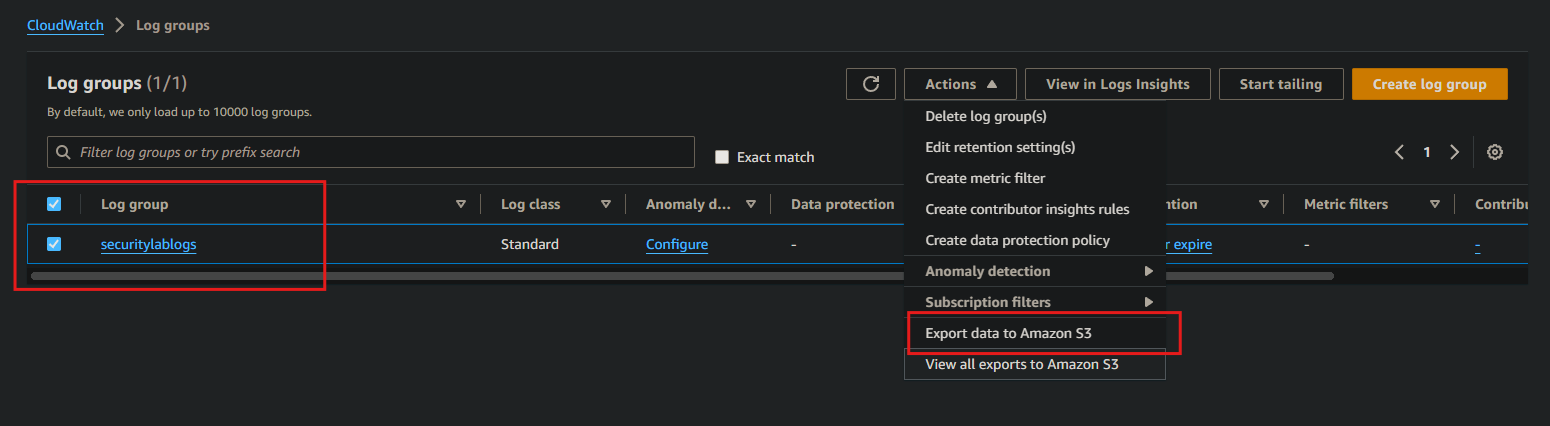 CloudWatch > Log groups
Log groups (1/1)
Actions
View in Logs Insights
Start tailing
Create log group
By default, we only load up to 10000 log groups.
Filter log groups or try prefix search
Exact match
1
Delete log group(s)
Edit retention setting(s)
Create metric filter
Create contributor insights rules
Create data protection policy
Anomaly detection
Subscription filters
Export data to Amazon S3
View all exports to Amazon S3
Log group
Log class
Anomaly d...
Data protection
Metric filters
securitylablogs
Standard
Configure
-
expire
-
-